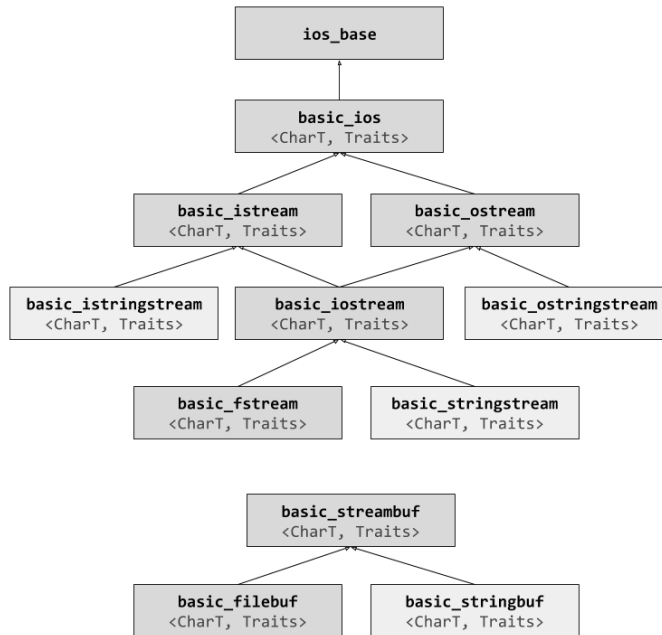 ios_base
basic_ios
<CharT, Traits>
basic_istream
<CharT, Traits>
basic_ostream
<CharT, Traits>
basic_istringstream
<CharT, Traits>
basic_iostream
<CharT, Traits>
basic_ostringstream
<CharT, Traits>
basic_fstream
<CharT, Traits>
basic_stringstream
<CharT, Traits>
basic_streambuf
<CharT, Traits>
basic_filebuf
<CharT, Traits>
basic_stringbuf
<CharT, Traits>